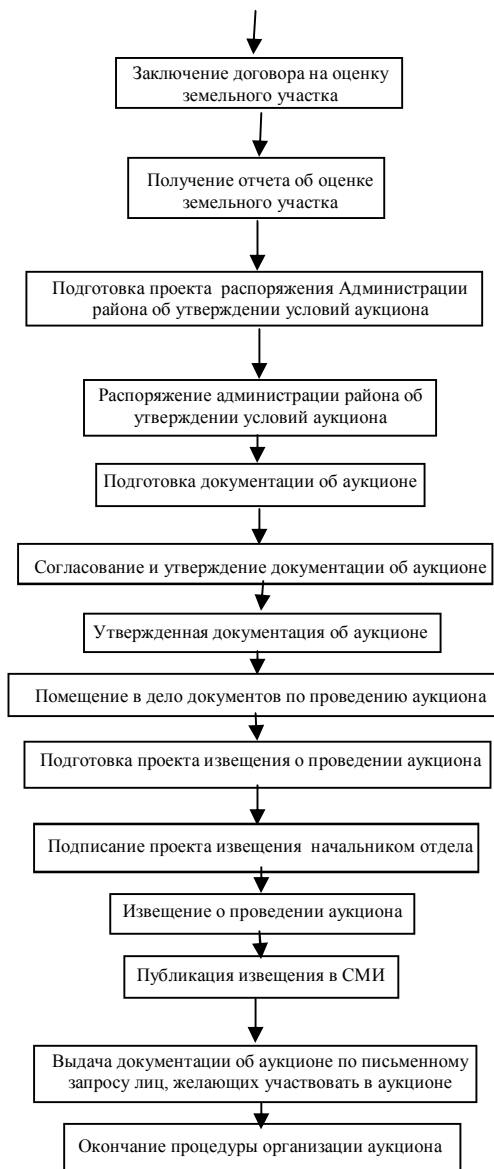 Заключение договора на оценку
земельного участка
Получение отчета об оценке
земельного участка
Подготовка проекта распоряжения Администрации
района об утверждении условий аукциона
Распоряжение администрации района об
утверждении условий аукциона
Подготовка документации об аукционе
Согласование и утверждение документации об аукционе
Утвержденная документация об аукционе
Помещение в дело документов по проведению аукциона
Подготовка проекта извещения о проведении аукциона
Подписание проекта извещения начальником отдела
Извещение о проведении аукциона
Публикация извещения в СМИ
Выдача документации об аукционе по письменному
запросу лиц, желающих участвовать в аукционе
Окончание процедуры организации аукциона